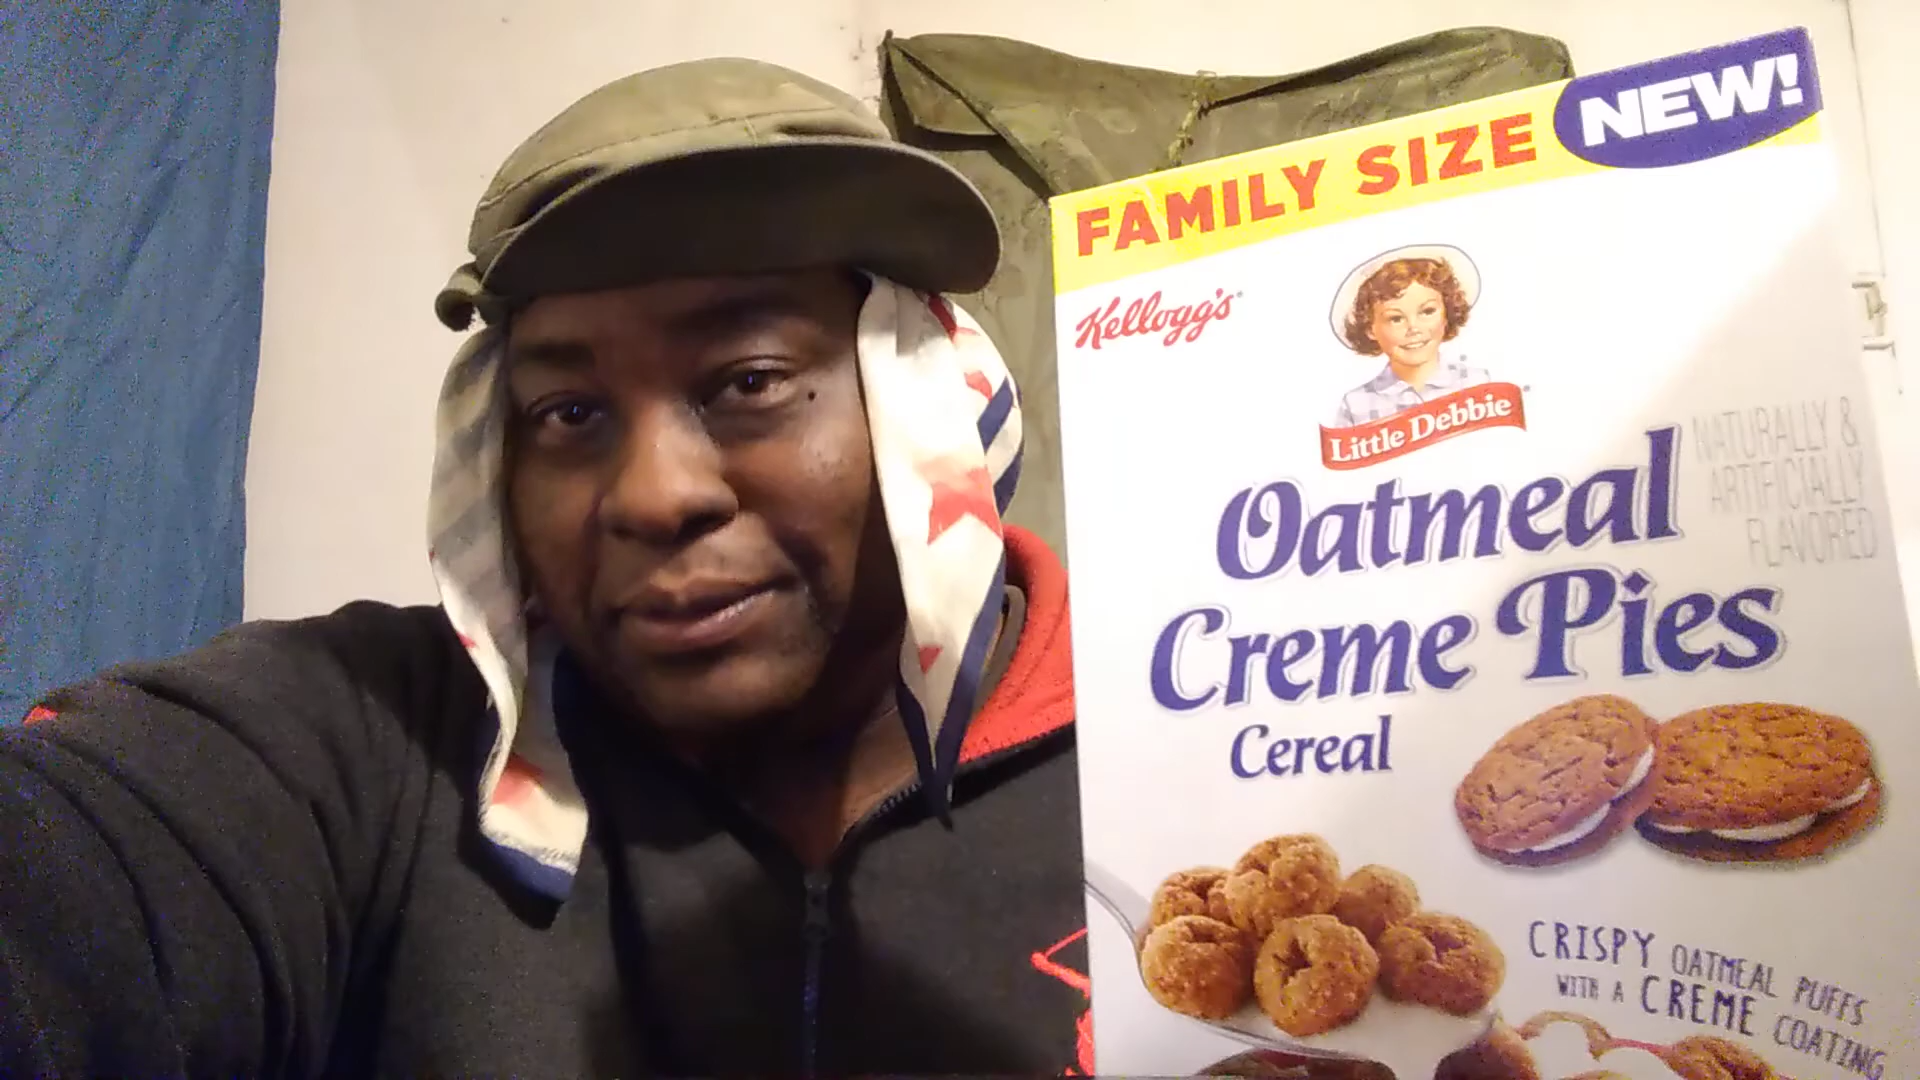 FAMILY SIZE NEW!
Kellogg's
Little Debbie
Oatmeal
Creme Pies
Cereal
NATURALLY &
ARTIFICIALLY
FLAVORED
CRISPY OATMEAL PUFFS
WITH A CREME COATING